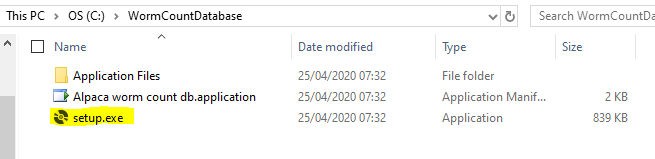 This PC > OS (C:) > WormCountDatabase Search WormCountDa
Name Date modified Type Size
Application Files 25/04/2020 07:32 File folder
Alpaca worm count db.application 25/04/2020 07:32 Application Manif... 2 KB
setup.exe 25/04/2020 07:32 Application 839 KB